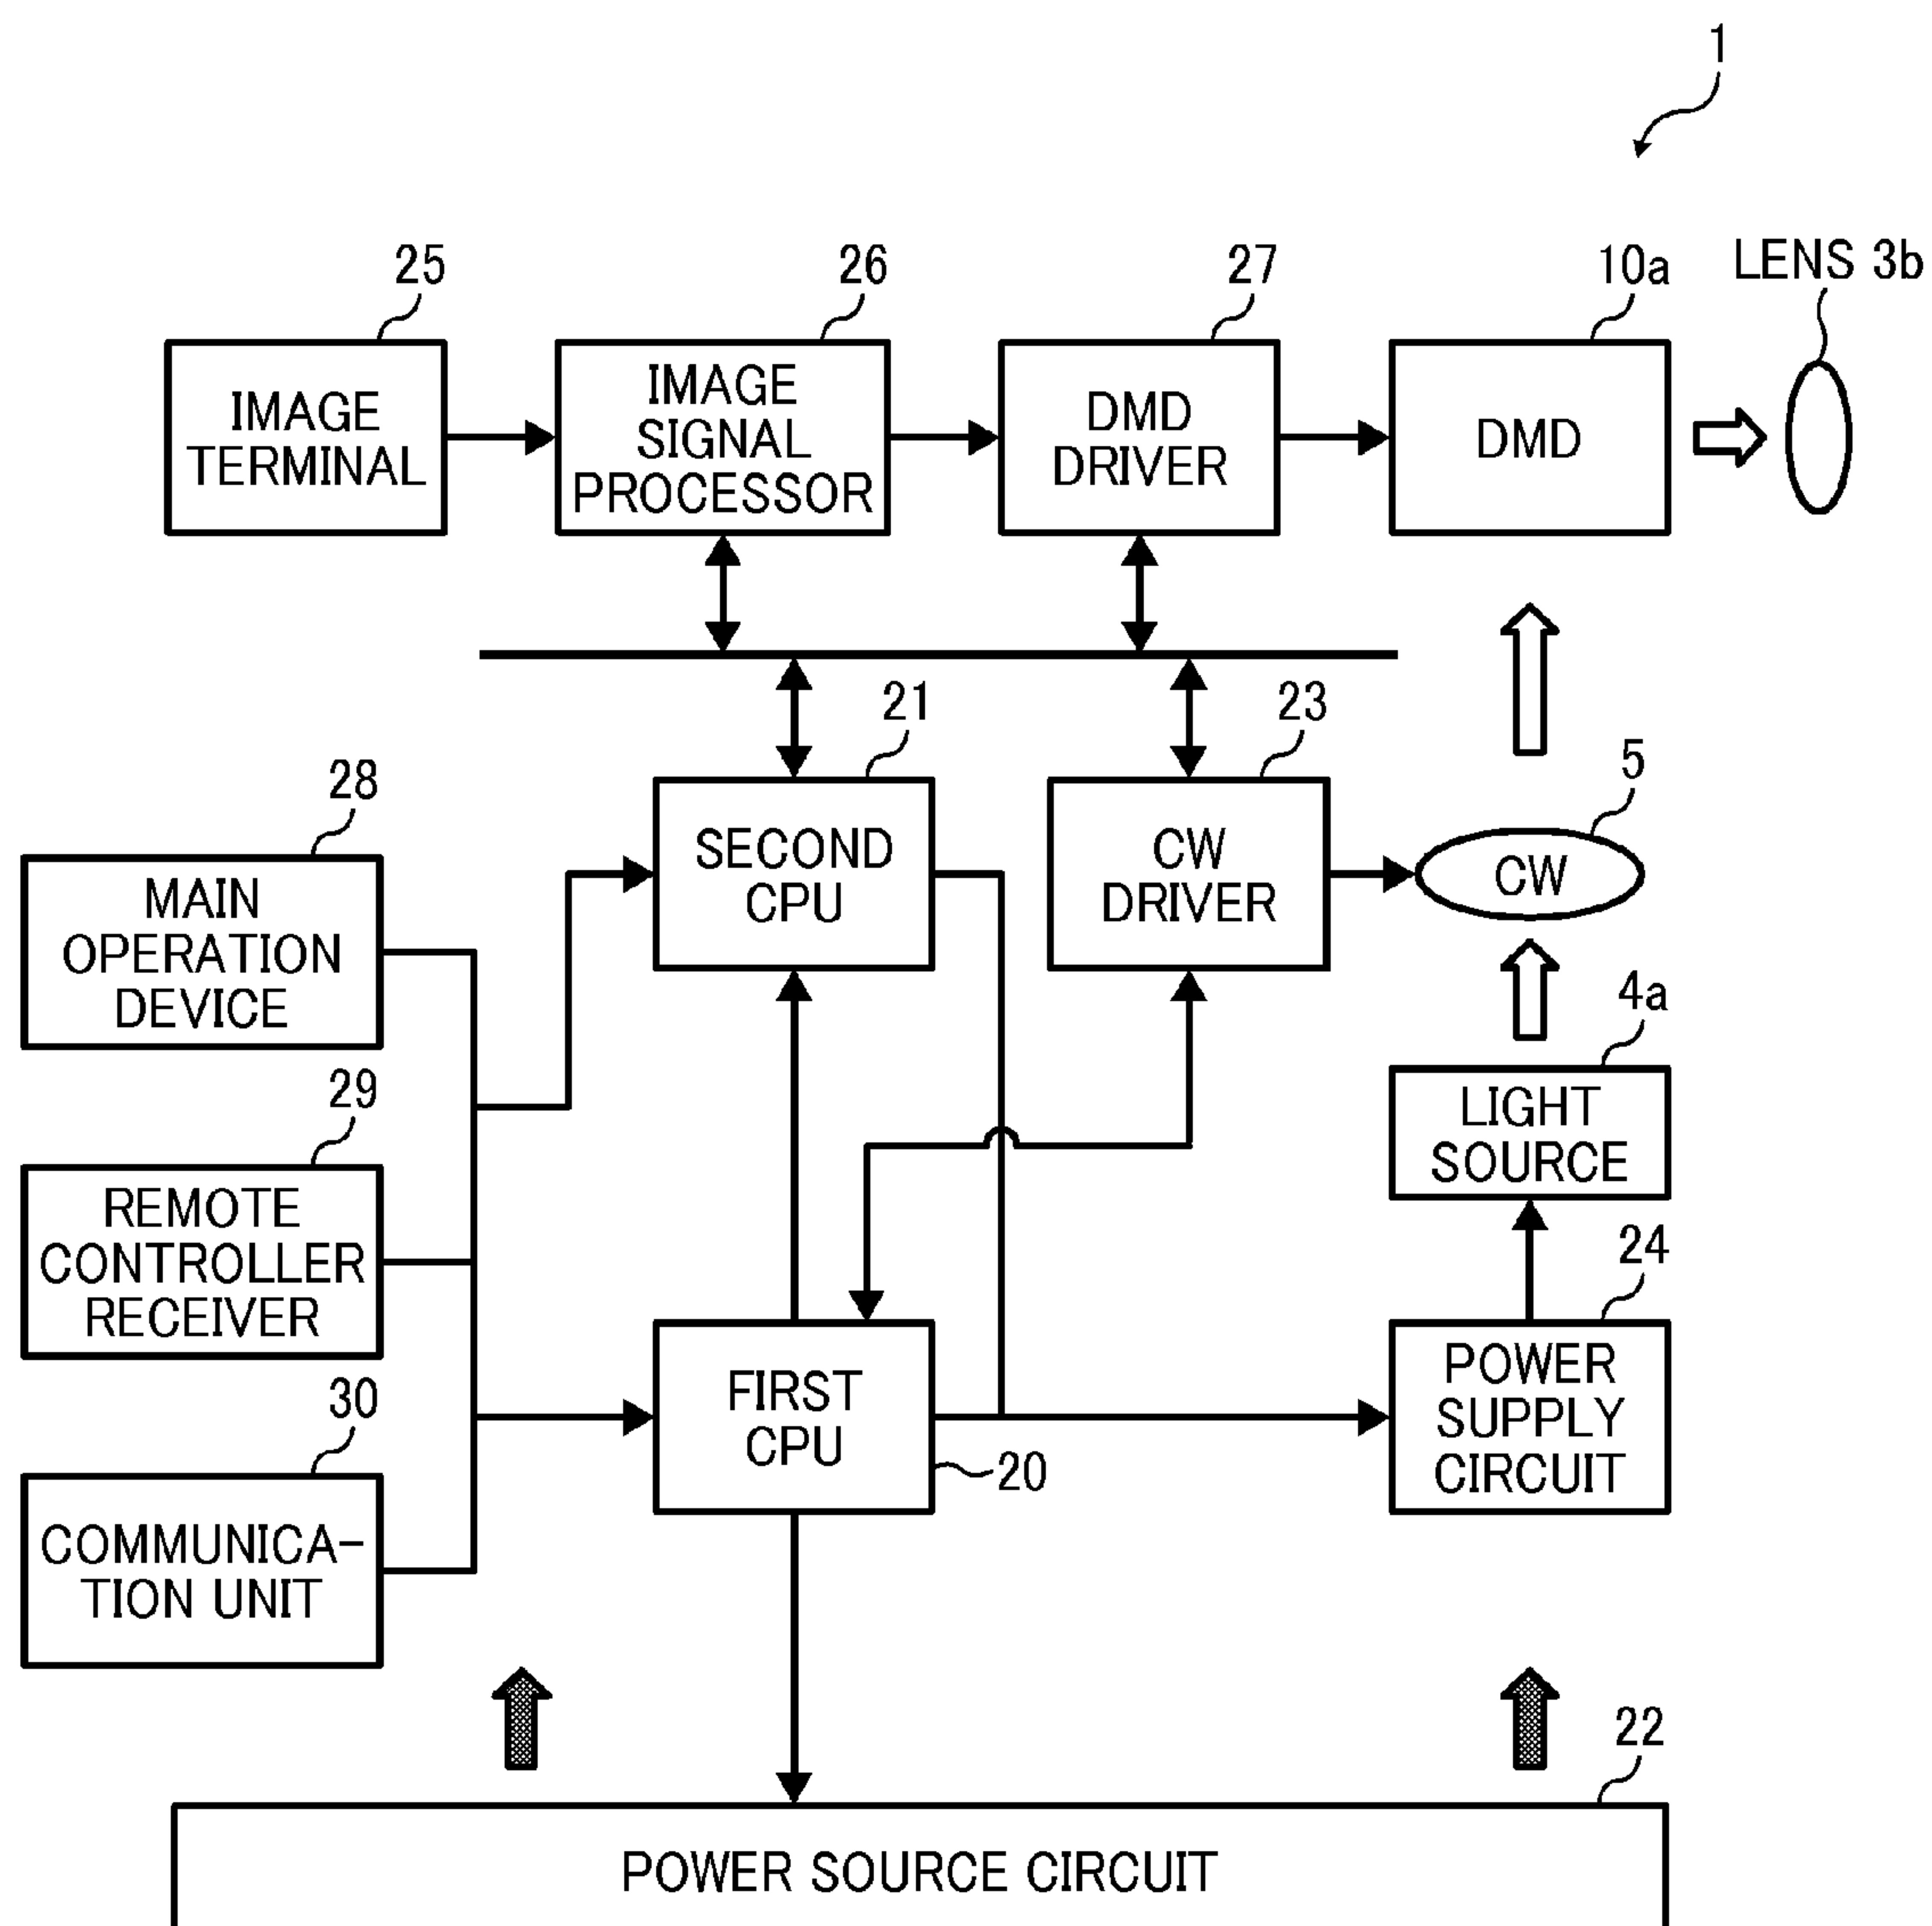 1
25
26
27
10a
LENS 3b
IMAGE
TERMINAL
IMAGE
SIGNAL
PROCESSOR
DMD
DRIVER
DMD
21
23
5
28
SECOND
CPU
CW
DRIVER
CW
MAIN
OPERATION
DEVICE
4a
29
LIGHT
SOURCE
REMOTE
CONTROLLER
RECEIVER
24
30
FIRST
CPU
20
POWER
SUPPLY
CIRCUIT
COMMUNICA-
TION UNIT
22
POWER SOURCE CIRCUIT